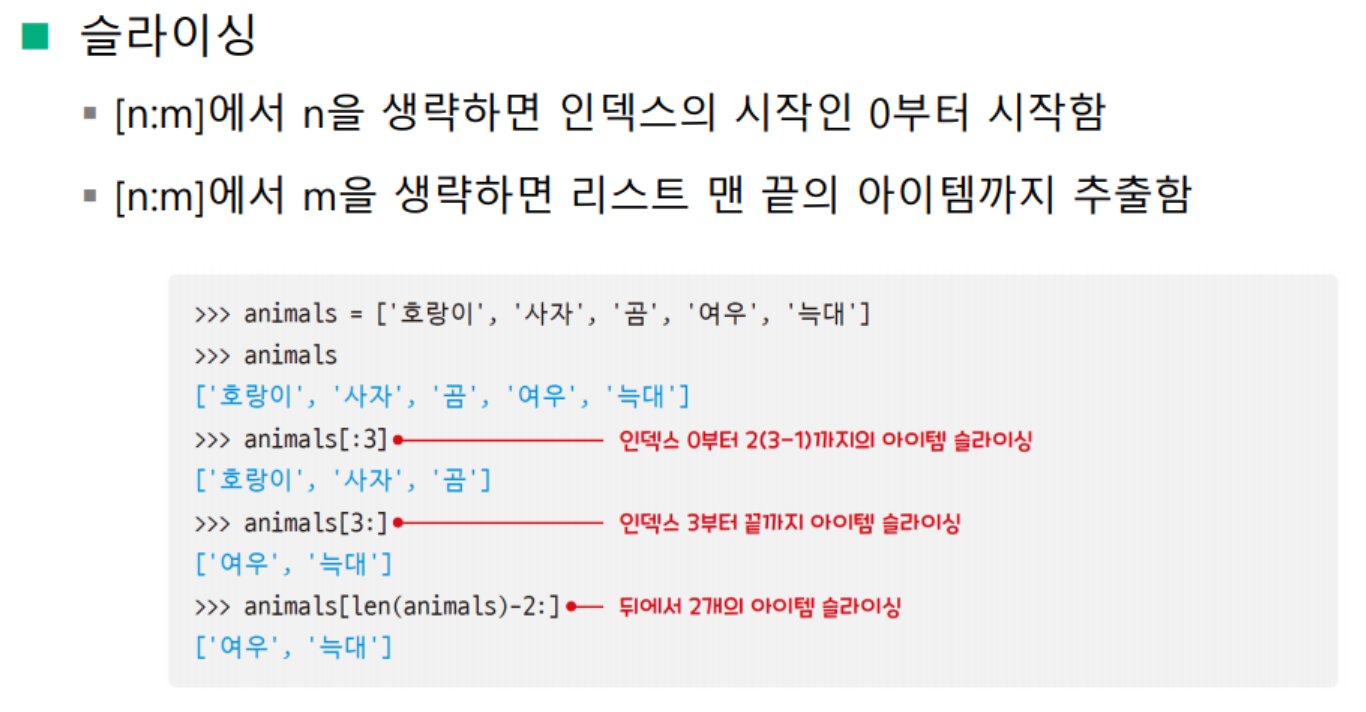 슬라이싱
[n:m]에서 n을 생략하면 인덱스의 시작인 0부터 시작함
[n:m]에서 m을 생략하면 리스트 맨 끝의 아이템까지 추출함
>>> animals = ['호랑이', '사자', '곰', '여우', '늑대']
>>> animals
['호랑이', '사자', '곰', '여우', '늑대']
>>> animals[:3] 인덱스 0부터 2(3-1)까지의 아이템 슬라이싱
['호랑이', '사자', '곰']
>>> animals[3:] 인덱스 3부터 끝까지 아이템 슬라이싱
['여우', '늑대']
>>> animals[len(animals)-2:] 뒤에서 2개의 아이템 슬라이싱
['여우', '늑대']